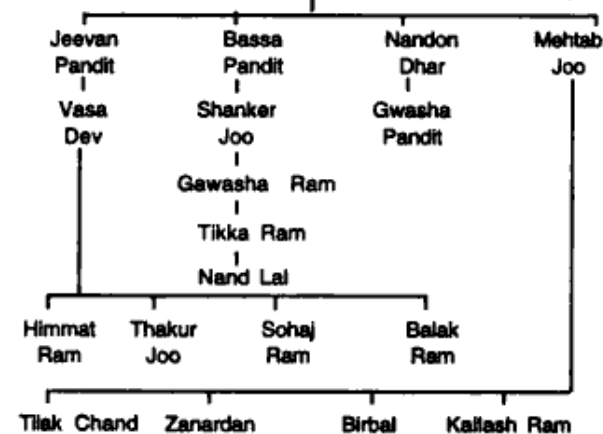 Jeevan Bassa Nandon Mehtab
Pandit Pandit Dhar Joo
Vasa Shanker Gwasha
Dev Joo Pandit
Gawasha Ram
Tikka Ram
Nand Lal
Himmat Thakur Sohaj Balak
Ram Joo Ram Ram
Tilak Chand Zanardan Birbal Kailash Ram